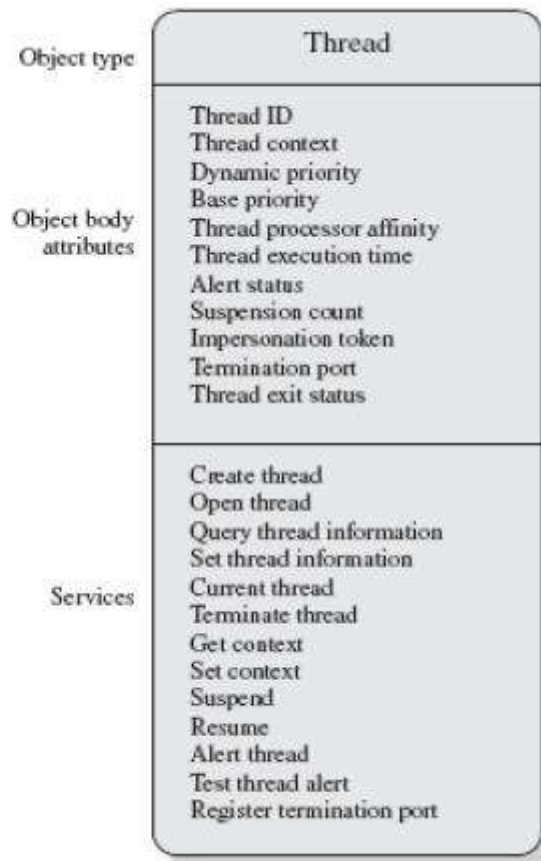 Object type
Thread
Object body
attributes
Thread ID
Thread context
Dynamic priority
Base priority
Thread processor affinity
Thread execution time
Alert status
Suspension count
Impersonation token
Termination port
Thread exit status
Services
Create thread
Open thread
Query thread information
Set thread information
Current thread
Terminate thread
Get context
Set context
Suspend
Resume
Alert thread
Test thread alert
Register termination port